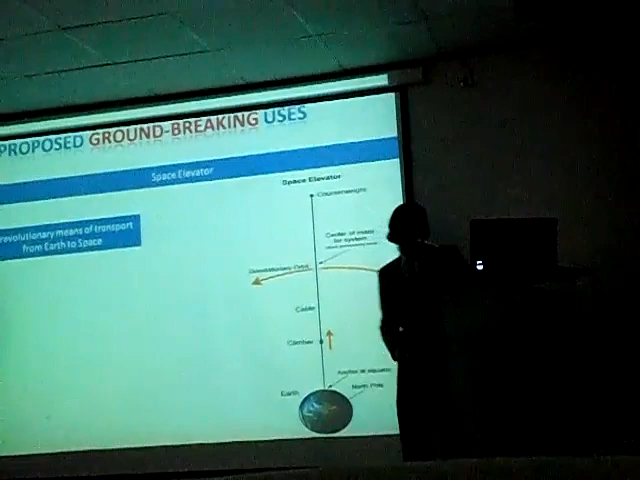 PROPOSED GROUND-BREAKING USES
Space Elevator
revolutionary means of transport
from Earth to Space
Space Elevator
Counterweight
Center of mass
for system
Geostationary Orbit
Cable
Climber
Anchor at equator
North Pole
Earth